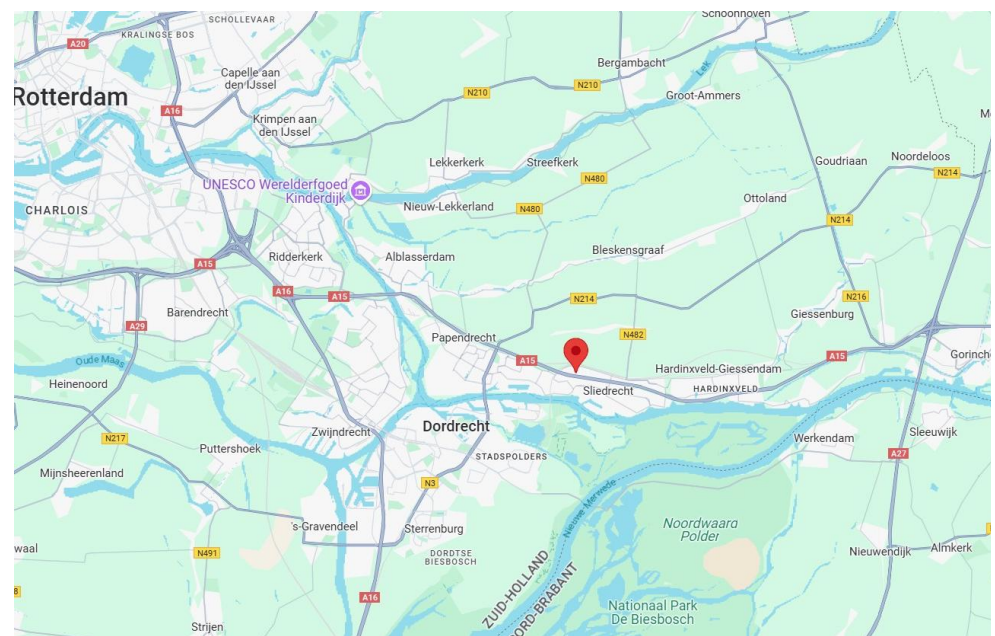 SCHOLLEVAAR
Schoonhoven
KRALINGSE BOS
A20
Capelle aan
den IJssel
Bergambacht
Lek
N210
N210
Groot-Ammers
Rotterdam
A16
Krimpen aan
den IJssel
Lekkerkerk
Streefkerk
Goudriaan
Noordeloos
N214
UNESCO Werelderfgoed
Kinderdijk
N480
Ottoland
CHARLOIS
Nieuw-Lekkerland
N480
N214
Ridderkerk
Alblasserdam
Bleskensgraaf
A15
A16
A15
N214
N216
Barendrecht
Giessenburg
A29
Papendrecht
N482
A15
A15
Oude Maas
Hardinxveld-Giessendam
Heinenoord
Sliedrecht
HARDINXVELD
Dordrecht
Zwijndrecht
N217
Puttershoek
Werkendam
Sleeuwijk
STADSPOLDERS
A27
Mijnsheerenland
N3
Nieuwe Merwede
's-Gravendeel
Sterrenburg
Noordwaard
Polder
N491
DORDTSE
BIESBOSCH
Nieuwendijk
Almkerk
ZUID-HOLLAND
A16
Nationaal Park
De Biesbosch
Strijen